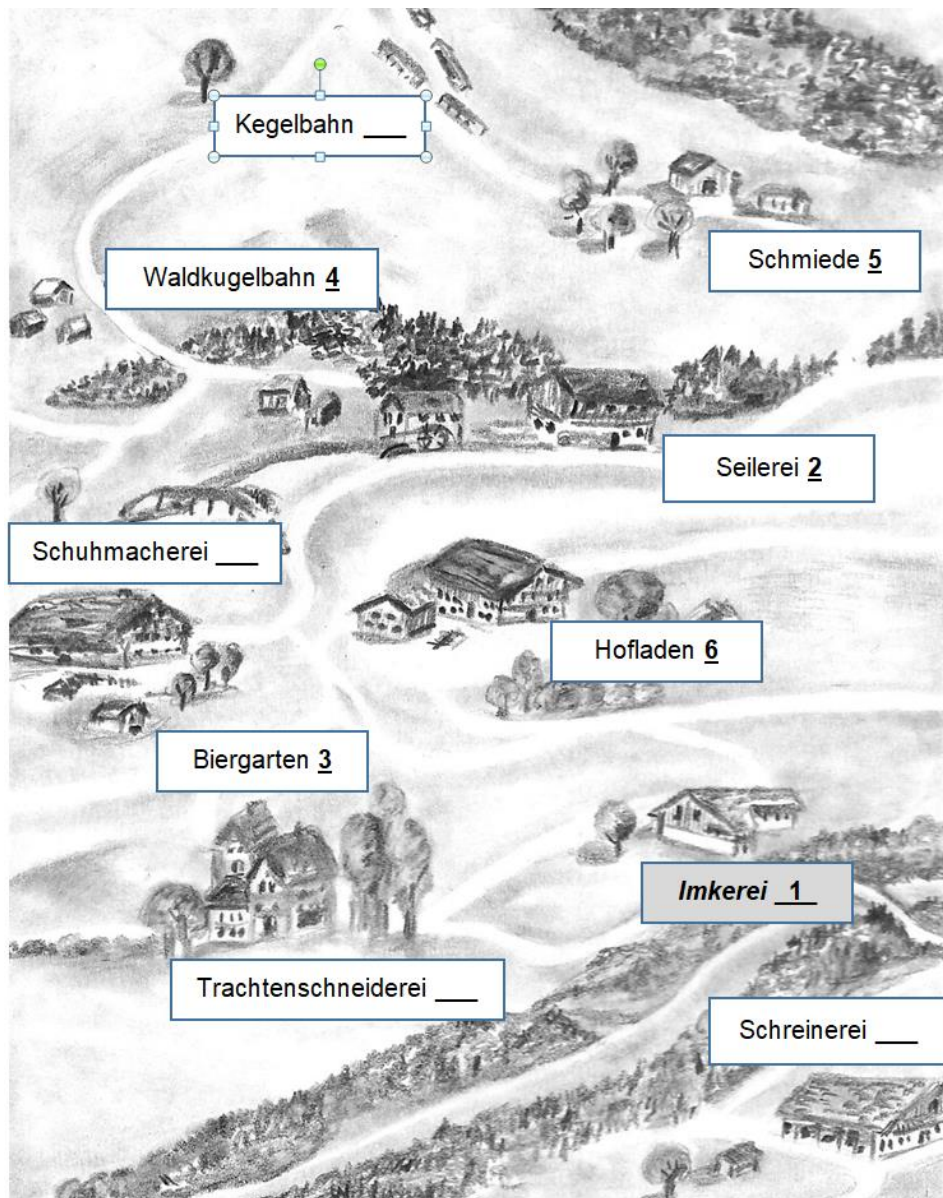 Kegelbahn ___
Waldkugelbahn 4
Schmiede 5
Seilerei 2
Schuhmacherei ___
Hofladen 6
Biergarten 3
Imkerei _1_
Trachtenschneiderei ___
Schreinerei ___